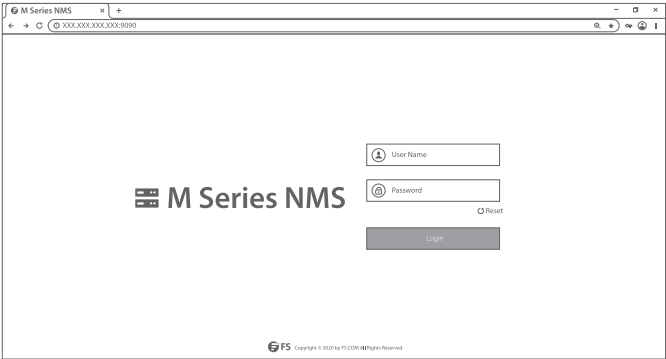 M Series NMS
XXX.XXX.XXX.XXX:9090
User Name
M Series NMS
Password
Reset
Login
FS Copyright © 2020 by FS.COM All Rights Reserved.